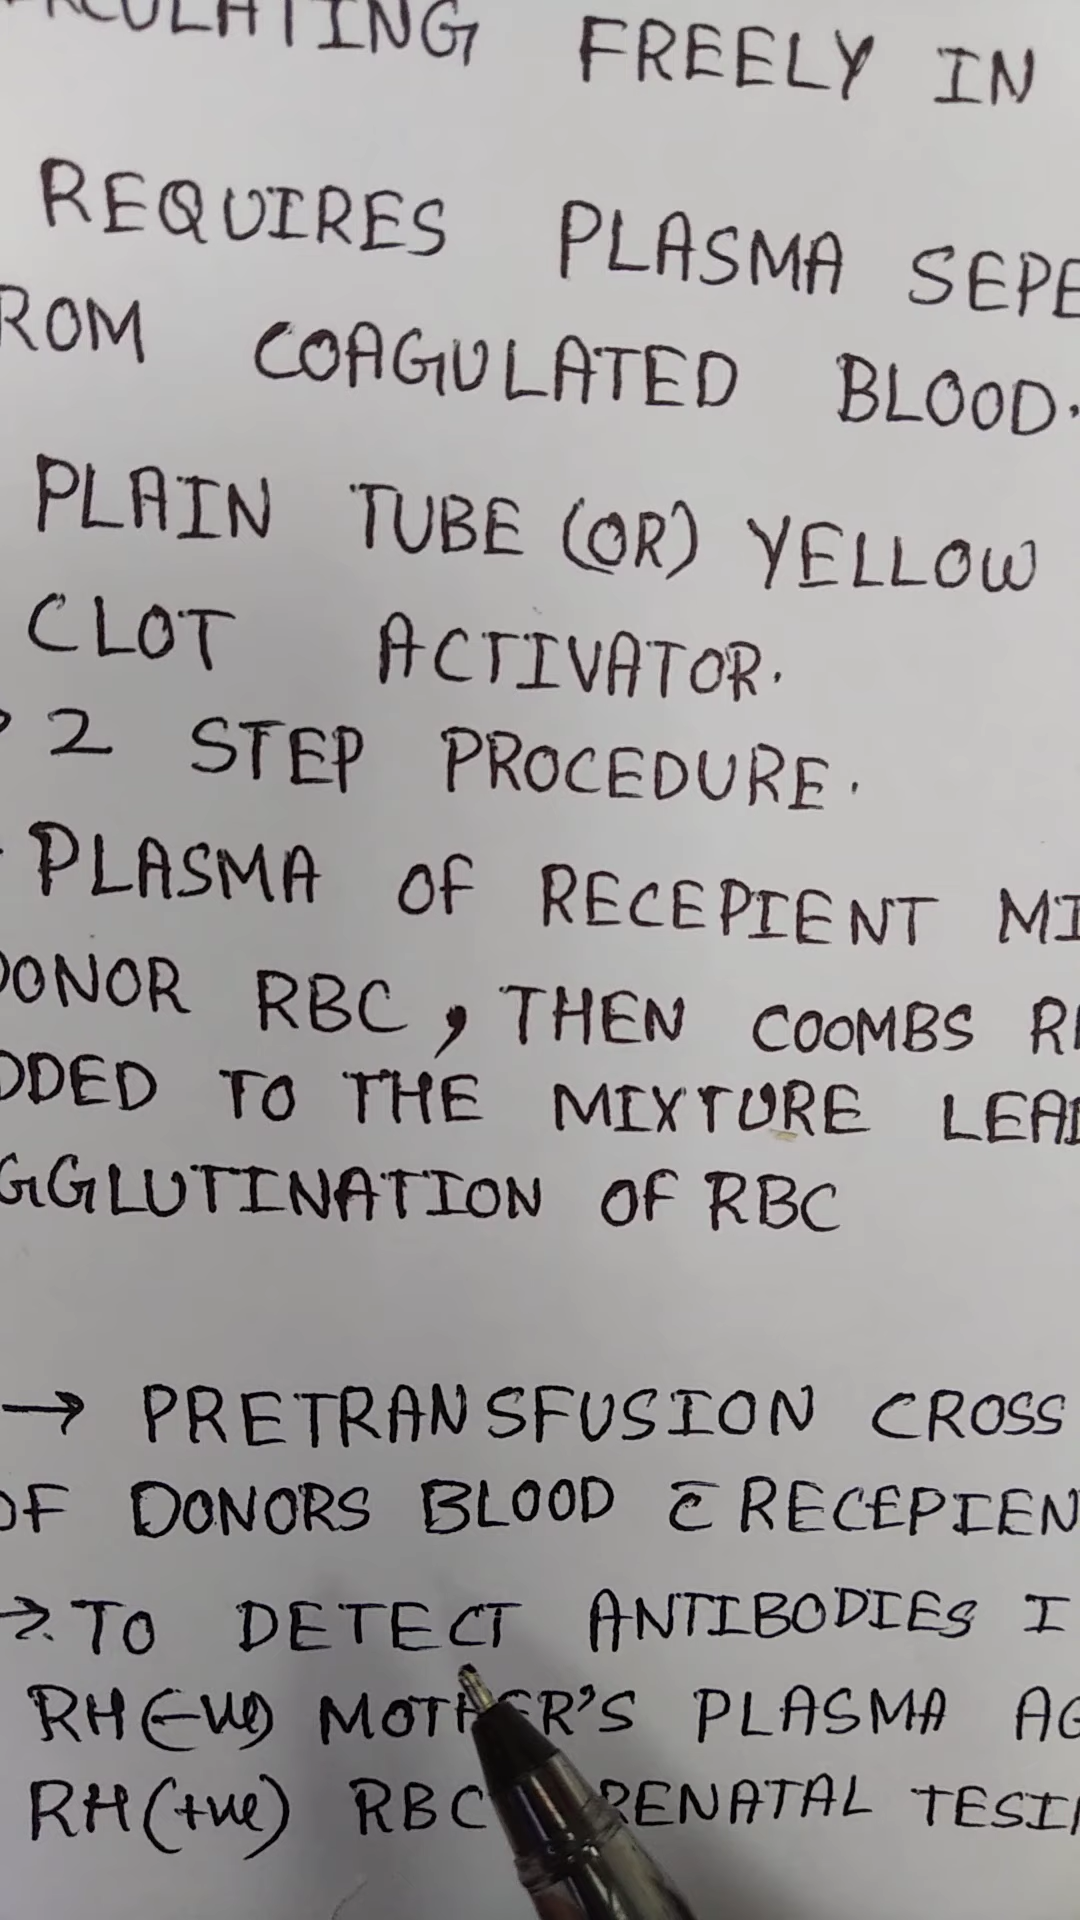 CULATING FREELY IN
REQUIRES PLASMA SEPE
ROM COAGULATED BLOOD.
PLAIN TUBE (OR) YELLOW
CLOT ACTIVATOR.
2 STEP PROCEDURE.
PLASMA OF RECEPIENT MI
DONOR RBC, THEN COOMBS R
DDED TO THE MIXTURE LEA
GGLUTINATION OF RBC
→ PRETRANSFUSION CROSS
OF DONORS BLOOD c̄ RECEPIEN
→ TO DETECT ANTIBODIES I
RH(-ve) MOTHER'S PLASMA AG
RH(+ve) RBC RENATAL TESI